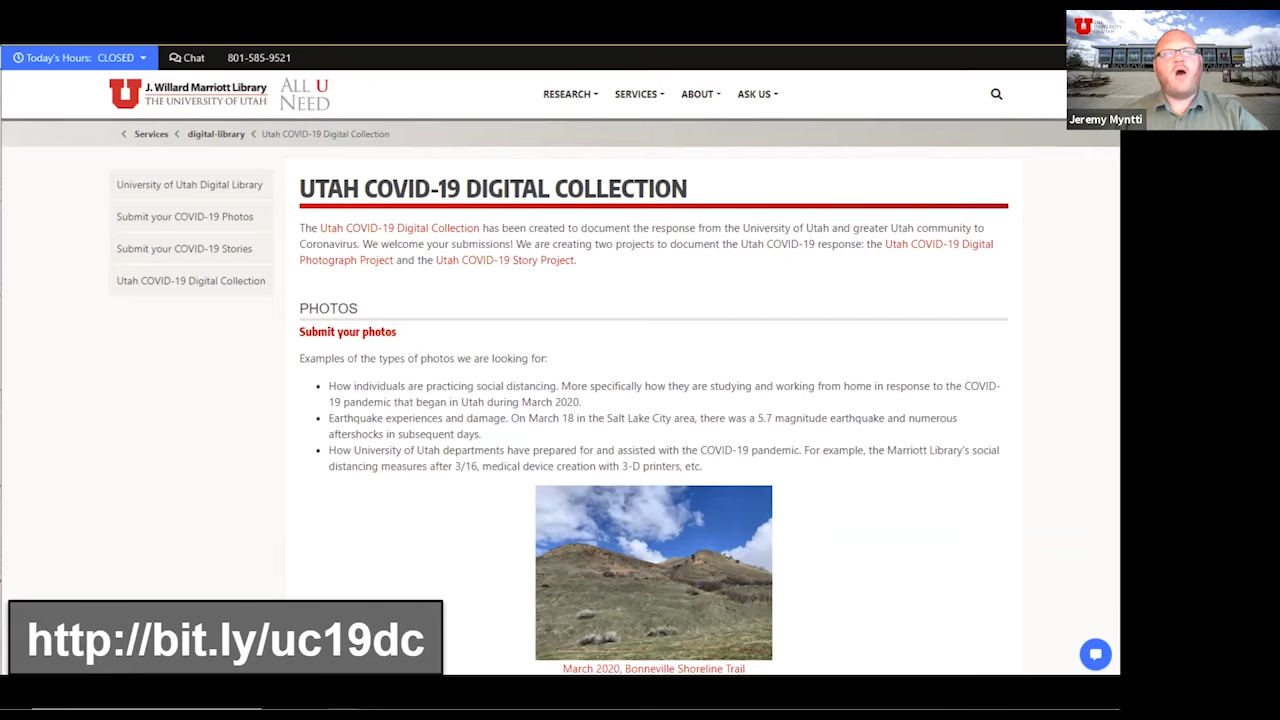 Today's Hours: CLOSED
Chat
801-585-9521
J. Willard Marriott Library
THE UNIVERSITY OF UTAH
ALL U
NEED
RESEARCH
SERVICES
ABOUT
ASK US
Services
digital-library
Utah COVID-19 Digital Collection
University of Utah Digital Library
Submit your COVID-19 Photos
Submit your COVID-19 Stories
Utah COVID-19 Digital Collection
UTAH COVID-19 DIGITAL COLLECTION
The Utah COVID-19 Digital Collection has been created to document the response from the University of Utah and greater Utah community to
Coronavirus. We welcome your submissions! We are creating two projects to document the Utah COVID-19 response: the Utah COVID-19 Digital
Photograph Project and the Utah COVID-19 Story Project.
PHOTOS
Submit your photos
Examples of the types of photos we are looking for:
How individuals are practicing social distancing. More specifically how they are studying and working from home in response to the COVID-
19 pandemic that began in Utah during March 2020.
Earthquake experiences and damage. On March 18 in the Salt Lake City area, there was a 5.7 magnitude earthquake and numerous
aftershocks in subsequent days.
How University of Utah departments have prepared for and assisted with the COVID-19 pandemic. For example, the Marriott Library's social
distancing measures after 3/16, medical device creation with 3-D printers, etc.
March 2020, Bonneville Shoreline Trail
http://bit.ly/uc19dc
THE
UNIVERSITY
OF UTAH
Jeremy Myntti